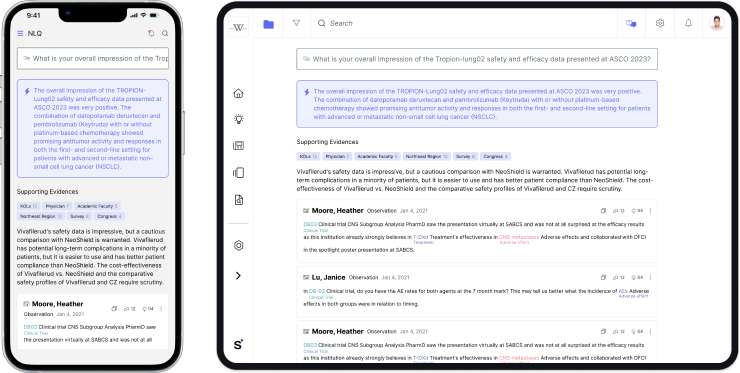 9:41
NLQ
What is your overall impression of the Trop
The overall impression of the TROPION-
Lung02 safety and efficacy data presented at
ASCO 2023 was very positive. The
combination of datopotamab deruxtecan and
pembrolizumab (Keytruda) with or without
platinum-based chemotherapy showed
promising antitumor activity and responses in
both the first- and second-line setting for
patients with advanced or metastatic non-
small cell lung cancer (NSCLC).
Supporting Evidences
KOLs 12 Physician 7 Academic Faculty 5
Northeast Region 12 Survey 8 Congress 4
Vivafilerud's safety data is impressive, but a cautious
comparison with NeoShield is warranted. Vivafilerud
has potential long-term complications in a minority of
patients, but it is easier to use and has better patient
compliance than NeoShield. The cost-effectiveness
of Vivafilerud vs. NeoShield and the comparative
safety profiles of Vivafilerud and CZ require scrutiny.
Moore, Heather
Observation Jan 4, 2021
12 04
DB03 Clinical trial CNS Subgroup Analysis PharmD saw
Clinical Trial
the presentation virtually at SABCS and was not at all
W
Search
What is your overall impression of the Tropion-lung02 safety and efficacy data presented at ASCO 2023?
The overall impression of the TROPION-Lung02 safety and efficacy data presented at ASCO 2023 was very positive.
The combination of datopotamab deruxtecan and pembrolizumab (Keytruda) with or without platinum-based
chemotherapy showed promising antitumor activity and responses in both the first- and second-line setting for patients
with advanced or metastatic non-small cell lung cancer (NSCLC).
Supporting Evidences
KOLs 12 Physician 7 Academic Faculty 5 Northeast Region 12 Survey 8 Congress 4
Vivafilerud's safety data is impressive, but a cautious comparison with NeoShield is warranted. Vivafilerud has potential long-
term complications in a minority of patients, but it is easier to use and has better patient compliance than NeoShield. The cost-
effectiveness of Vivafilerud vs. NeoShield and the comparative safety profiles of Vivafilerud and CZ require scrutiny.
Moore, Heather Observation Jan 4, 2021 12 04
DB03 Clinical trial CNS Subgroup Analysis PharmD saw the presentation virtually at SABCS and was not at all surprised at the efficacy results
Clinical Trial
as this institution already strongly believes in T-DXd Treatment's effectiveness in CNS metastases Adverse effects and collaborated with DFCI
Treatment Adverse effect
in the spotlight poster presentation at SABCS.
Lu, Janice Observation Jan 4, 2021 12 04
In DB-03 Clinical trial, do you have the AE rates for both agents at the 7 month mark? This may tell us better what the incidence of AEs Adverse
Clinical Trial Adverse effect
effects in both groups were in relation to timing.
Moore, Heather Observation Jan 4, 2021 12 04
DB03 Clinical trial CNS Subgroup Analysis PharmD saw the presentation virtually at SABCS and was not at all surprised at the efficacy results
Clinical Trial
as this institution already strongly believes in T-DXd Treatment's effectiveness in CNS metastases Adverse effects and collaborated with DFCI
S